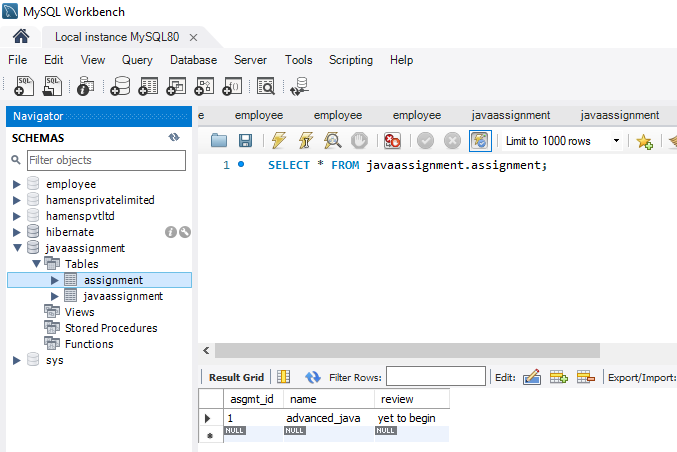 MySQL Workbench
Local instance MySQL80 ×
File Edit View Query Database Server Tools Scripting Help
Navigator
SCHEMAS
Filter objects
employee
hamensprivatelimited
hamenspvtltd
hibernate
javaassignment
Tables
assignment
javaassignment
Views
Stored Procedures
Functions
sys
e employee employee employee javaassignment javaassignment
Limit to 1000 rows
1 SELECT * FROM javaassignment.assignment;
Result Grid Filter Rows: Edit: Export/Import:
asgmt_id name review
1 advanced_java yet to begin
NULL NULL NULL